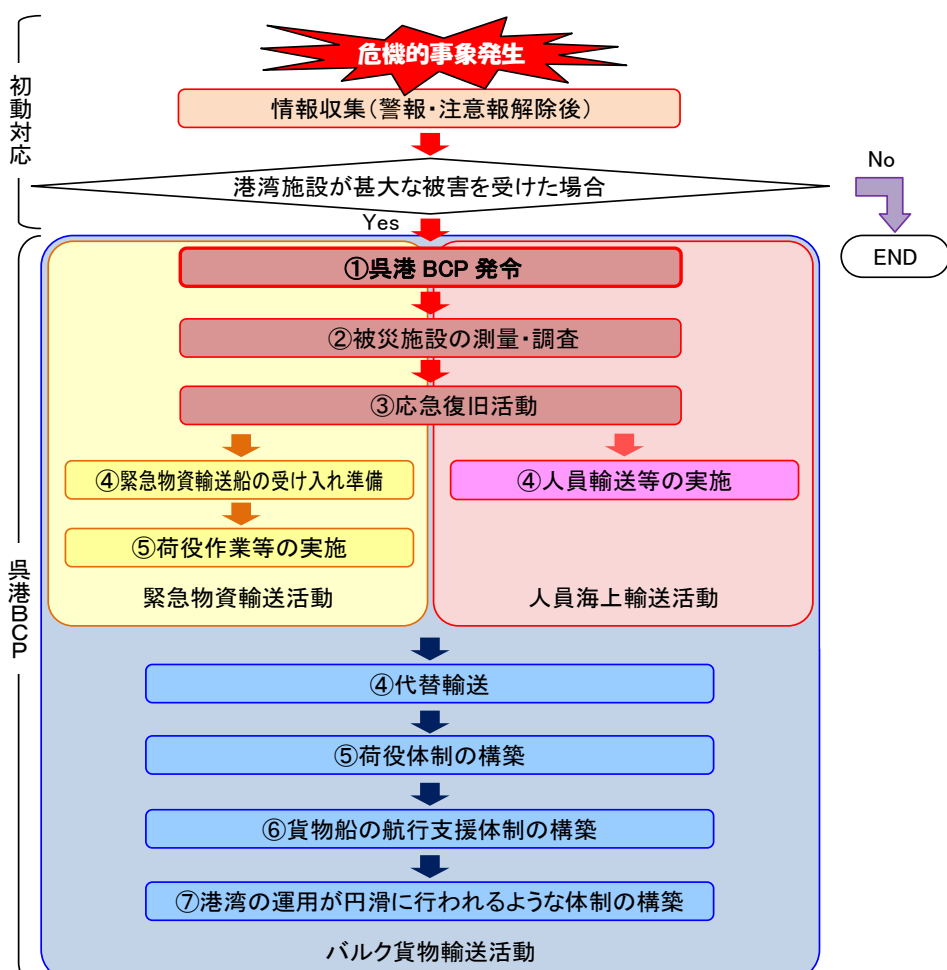 危機的事象発生
初動対応
情報収集(警報・注意報解除後)
港湾施設が甚大な被害を受けた場合
No
Yes
END
呉港BCP
①呉港 BCP 発令
②被災施設の測量・調査
③応急復旧活動
④緊急物資輸送船の受け入れ準備
④人員輸送等の実施
⑤荷役作業等の実施
緊急物資輸送活動
人員海上輸送活動
④代替輸送
⑤荷役体制の構築
⑥貨物船の航行支援体制の構築
⑦港湾の運用が円滑に行われるような体制の構築
バルク貨物輸送活動